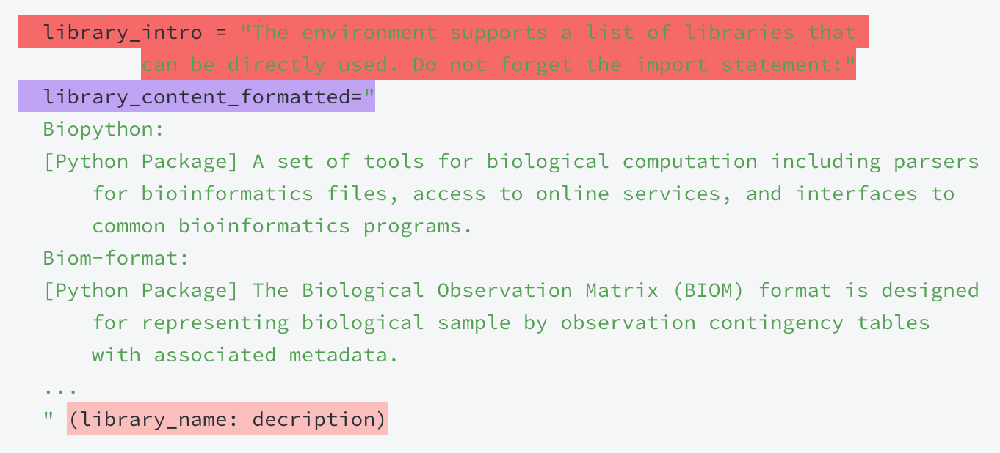 library_intro = "The environment supports a list of libraries that
can be directly used. Do not forget the import statement:"
library_content_formatted="
Biopython:
[Python Package] A set of tools for biological computation including parsers
for bioinformatics files, access to online services, and interfaces to
common bioinformatics programs.
Biom-format:
[Python Package] The Biological Observation Matrix (BIOM) format is designed
for representing biological sample by observation contingency tables
with associated metadata.
...
" (library_name: decription)